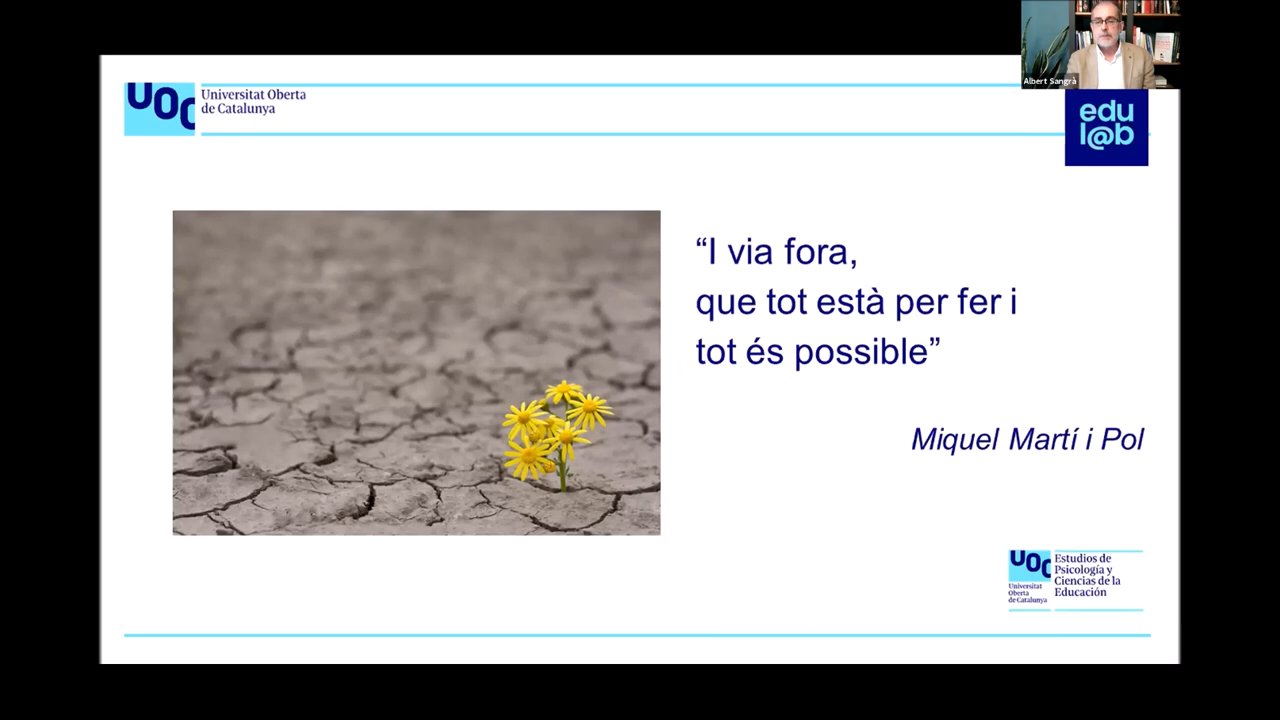 Albert Sangrà
UOC
Universitat Oberta
de Catalunya
edu
l@b
“I via fora,
que tot està per fer i
tot és possible”
Miquel Martí i Pol
UOC
Universitat
Oberta
de Catalunya
Estudios de
Psicología y
Ciencias de la
Educación